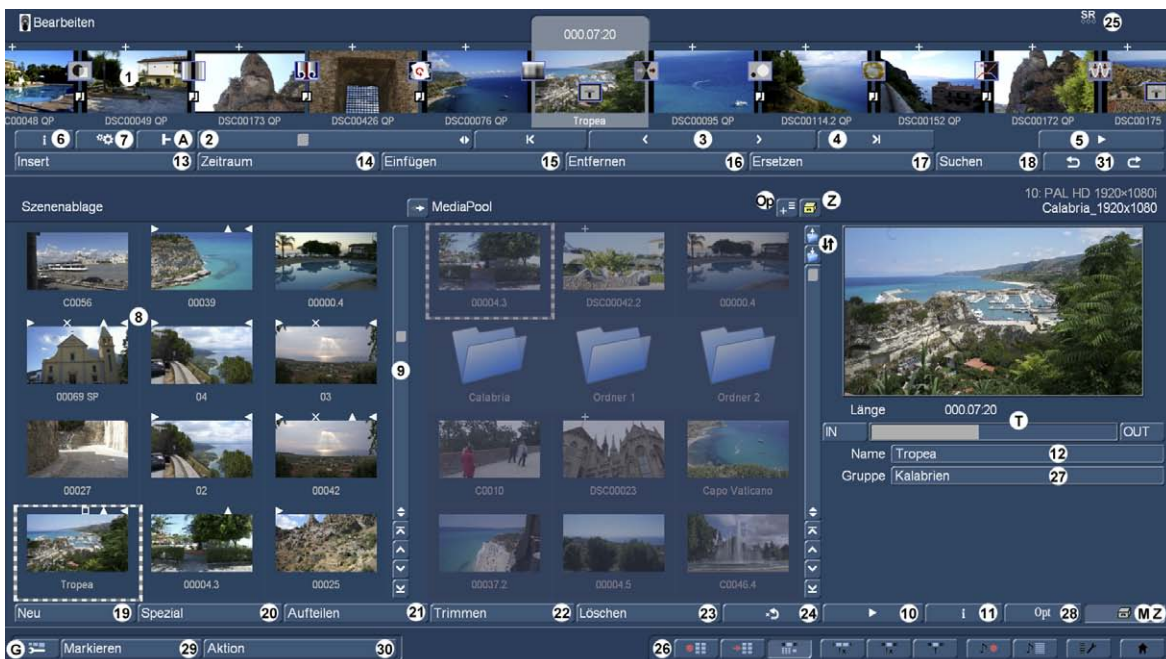 Bearbeiten
SR 25
000.07:20
1
C00048 QP DSC00049 QP DSC00173 QP DSC00426 QP DSC00076 QP Tropea DSC00095 QP DSC00114.2 QP DSC00152 QP DSC00172 QP DSC00175
i 6 7 A 2 3 4 5
Insert 13 Zeitraum 14 Einfügen 15 Entfernen 16 Ersetzen 17 Suchen 18 31
10: PAL HD 1920×1080i
Szenenablage MediaPool Op Z Calabria_1920x1080
C0056 00039 00000.4
00004.3 DSC00042.2 00000.4
8
9
00069 SP 04 03
Calabria Ordner 1 Ordner 2
Länge 000.07:20
T
IN OUT
Name Tropea 12
Gruppe Kalabrien 27
00027 02 00042
C0010 DSC00023 Capo Vaticano
Tropea 00004.3 00025
00037.2 00004.5 C0046.4
Neu 19 Spezial 20 Aufteilen 21 Trimmen 22 Löschen 23 24 10 i 11 Opt 28 M Z
G Markieren 29 Aktion 30 26